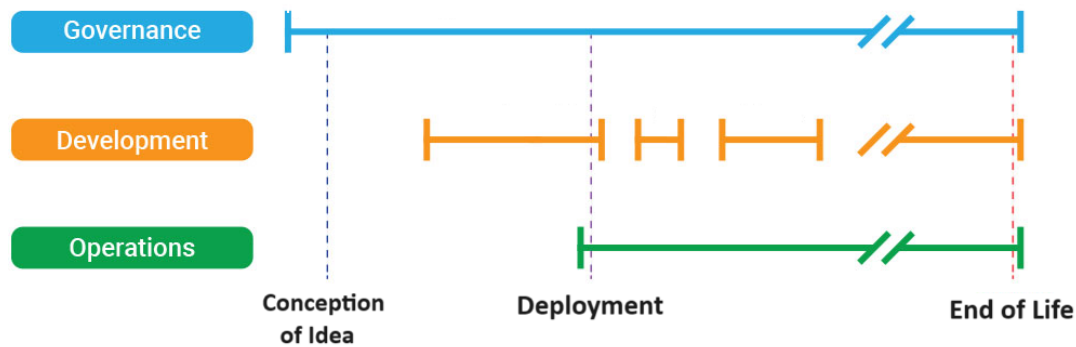 Governance
Development
Operations
Conception
of Idea
Deployment
End of Life